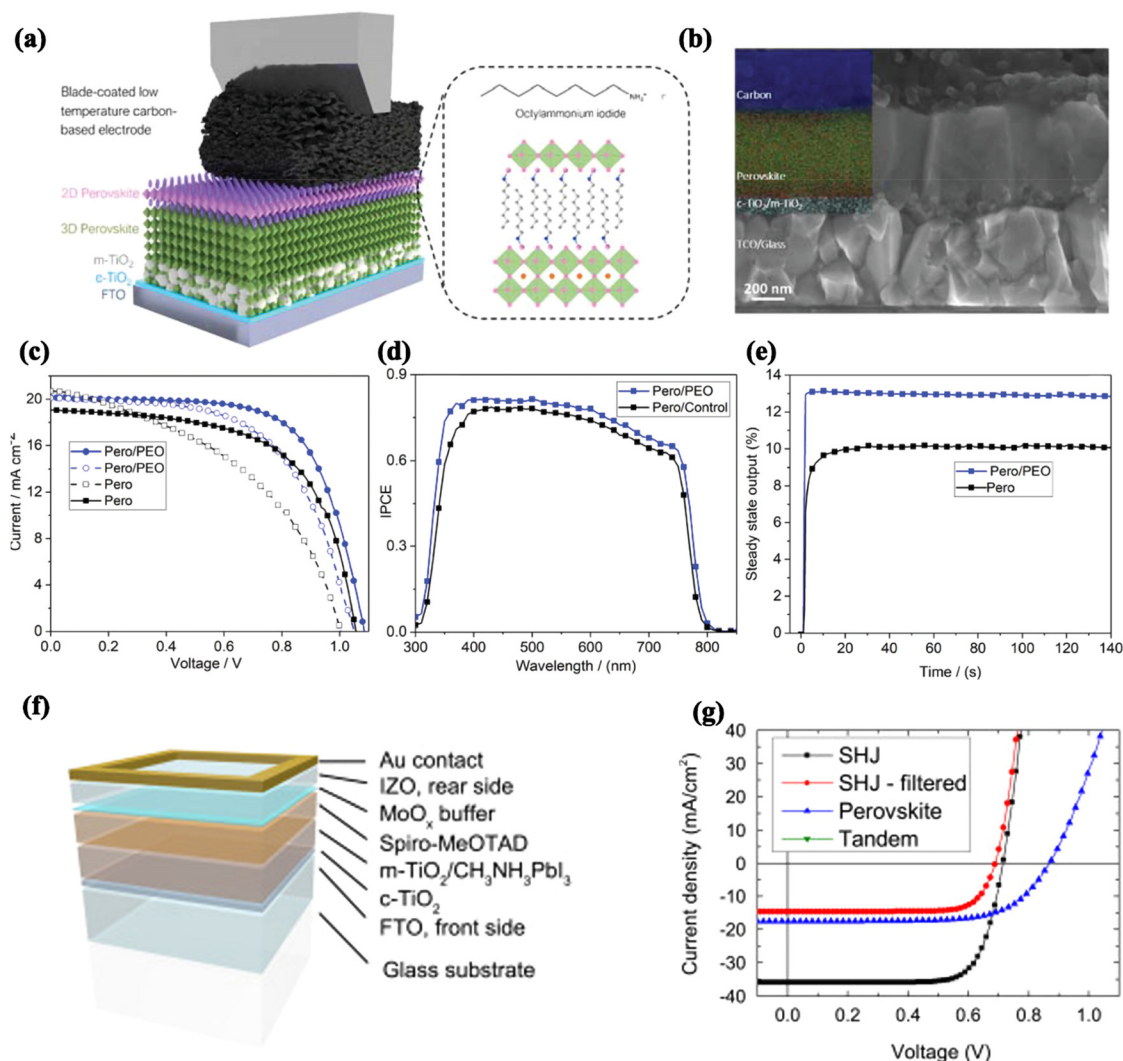 (a)
Blade-coated low
temperature carbon-
based electrode
2D Perovskite
3D Perovskite
m-TiO₂
c-TiO₂
FTO
NH₃⁺ I⁻
Octylammonium iodide
(b)
Carbon
Perovskite
c-TiO₂/m-TiO₂
TCO/Glass
200 nm
(c)
Current / mA cm⁻²
20
16
12
8
4
0
Pero/PEO
Pero/PEO
Pero
Pero
0.0 0.2 0.4 0.6 0.8 1.0
Voltage / V
(d)
IPCE
0.9
0.6
0.3
0.0
Pero/PEO
Pero/Control
300 400 500 600 700 800
Wavelength / (nm)
(e)
Steady state output (%)
14
12
10
8
6
4
2
0
Pero/PEO
Pero
0 20 40 60 80 100 120 140
Time / (s)
(f)
Au contact
IZO, rear side
MoOₓ buffer
Spiro-MeOTAD
m-TiO₂/CH₃NH₃PbI₃
c-TiO₂
FTO, front side
Glass substrate
(g)
Current density (mA/cm²)
40
30
20
10
0
-10
-20
-30
-40
SHJ
SHJ - filtered
Perovskite
Tandem
0.0 0.2 0.4 0.6 0.8 1.0
Voltage (V)